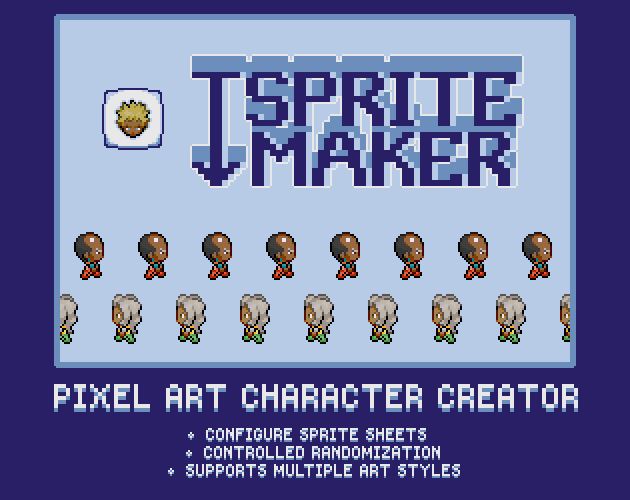 SPRITE
MAKER
PIXEL ART CHARACTER CREATOR
CONFIGURE SPRITE SHEETS
CONTROLLED RANDOMIZATION
SUPPORTS MULTIPLE ART STYLES